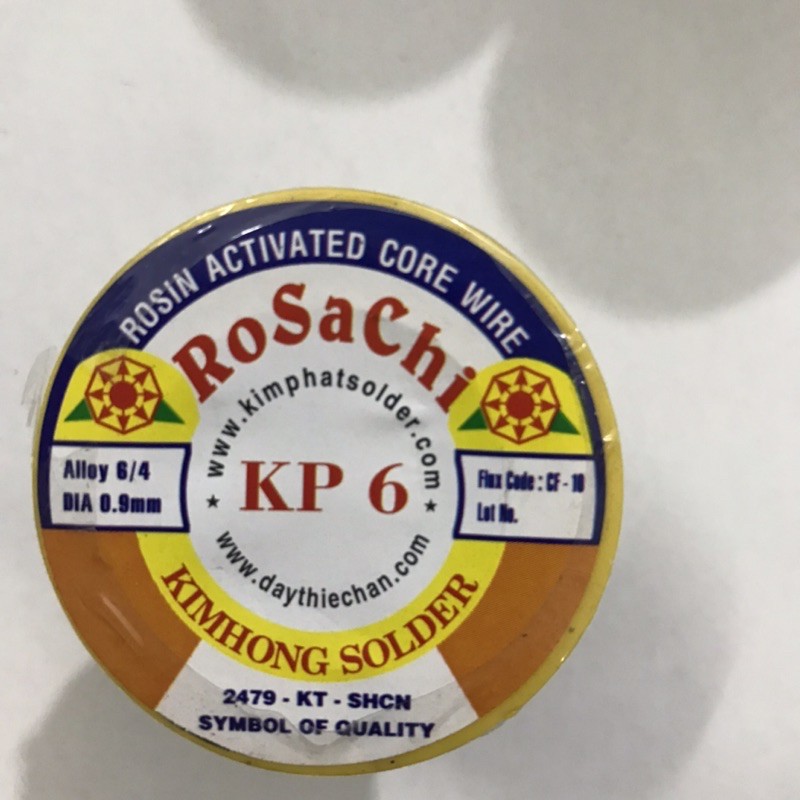 ROSIN ACTIVATED CORE WIRE
RoSaChi
www.kimphatsolder.com
Alloy 6/4
DIA 0.9mm
★ KP 6 ★
Flux Code : CF - 10
Lot No.
www.daythiechan.com
KIMHONG SOLDER
2479 - KT - SHCN
SYMBOL OF QUALITY